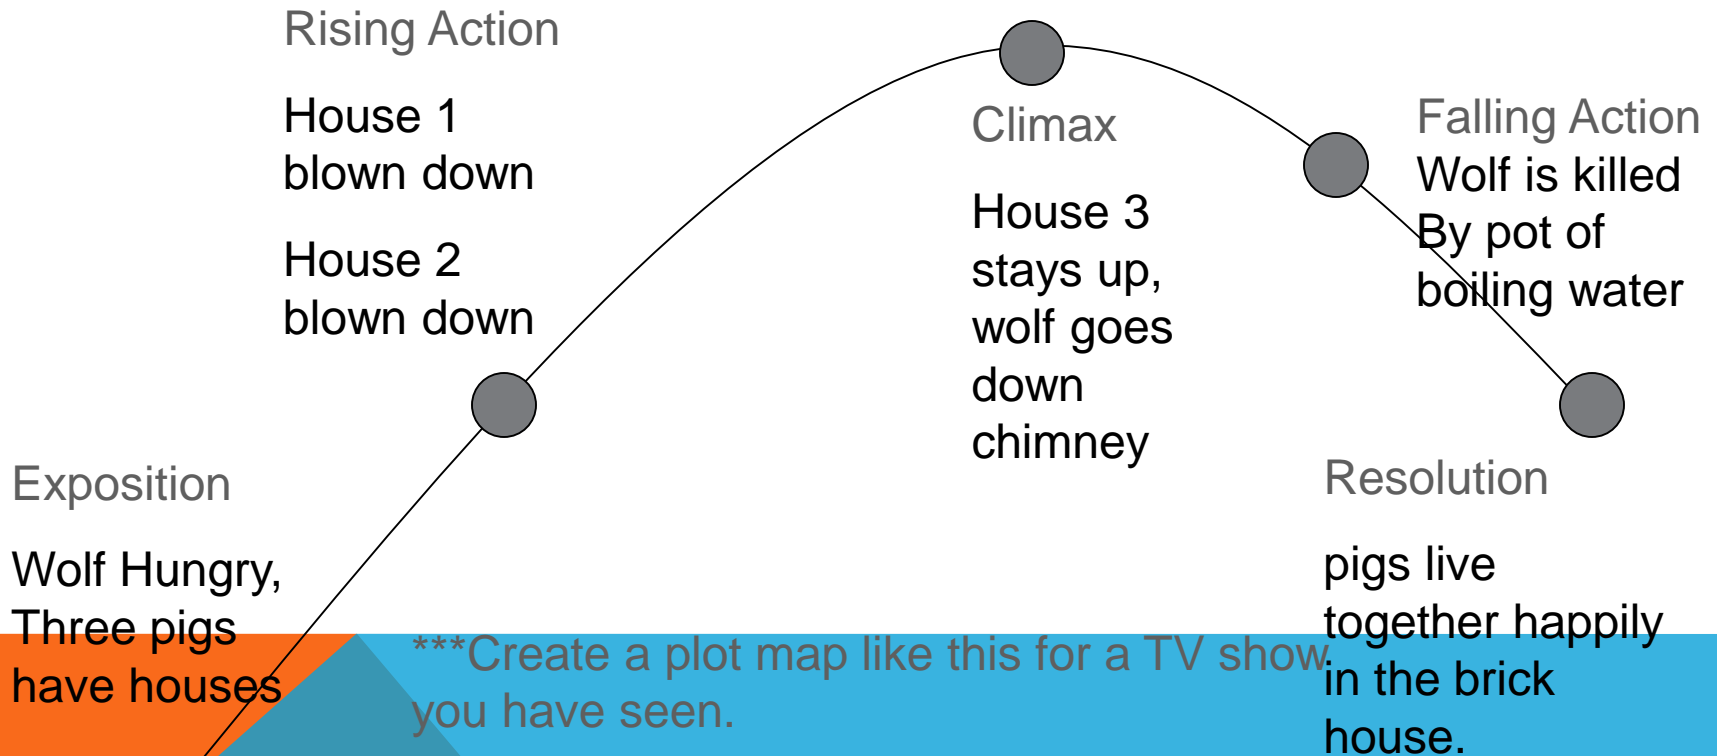 Rising Action
House 1
blown down
House 2
blown down
Exposition
Wolf Hungry,
Three pigs
have houses
Climax
House 3
stays up,
wolf goes
down
chimney
Falling Action
Wolf is killed
By pot of
boiling water
Resolution
pigs live
together happily
in the brick
house.
***Create a plot map like this for a TV show
you have seen.